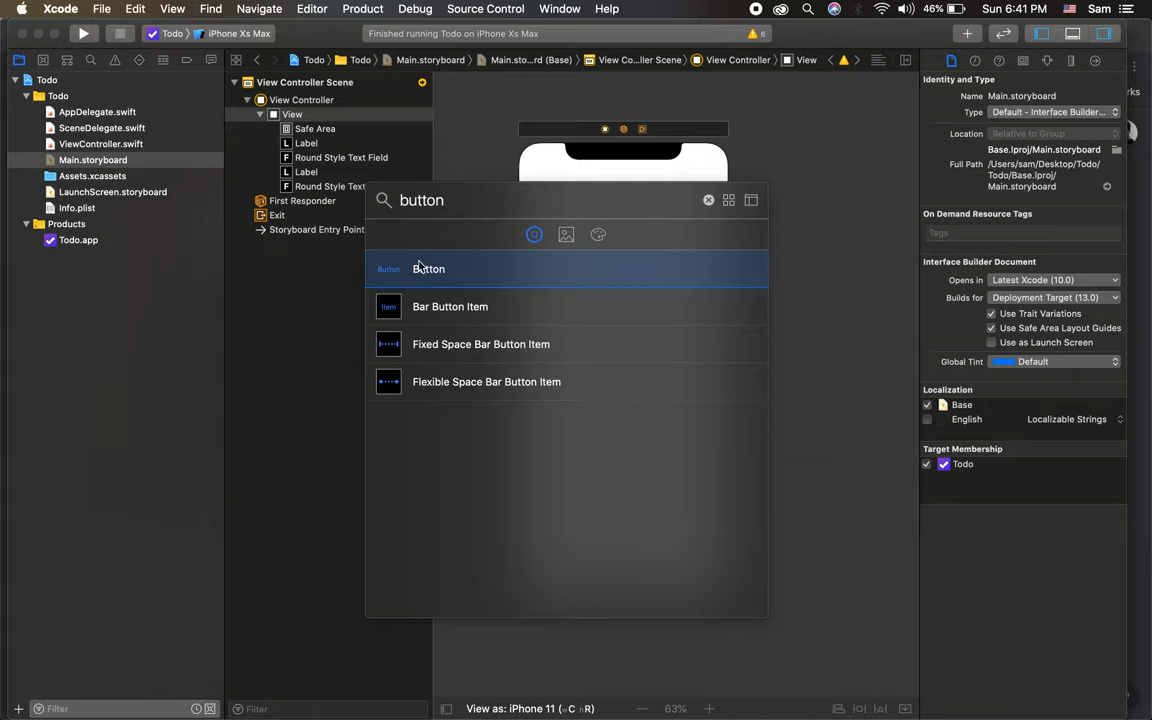 Xcode File Edit View Find Navigate Editor Product Debug Source Control Window Help 46% Sun 6:41 PM Sam
Todo iPhone Xs Max Finished running Todo on iPhone Xs Max 6
Todo Todo Main.storyboard Main.sto...rd (Base) View Co...ller Scene View Controller View
Todo
Todo
AppDelegate.swift
SceneDelegate.swift
ViewController.swift
Main.storyboard
Assets.xcassets
LaunchScreen.storyboard
Info.plist
Products
Todo.app
View Controller Scene
View Controller
View
Safe Area
L Label
F Round Style Text Field
L Label
F Round Style Text
First Responder
Exit
Storyboard Entry Point
button
Button Button
Item Bar Button Item
Fixed Space Bar Button Item
Flexible Space Bar Button Item
Identity and Type
Name Main.storyboard
Type Default - Interface Builder...
Location Relative to Group
Base.lproj/Main.storyboard
Full Path /Users/sam/Desktop/Todo/
Todo/Base.lproj/
Main.storyboard
On Demand Resource Tags
Tags
Interface Builder Document
Opens in Latest Xcode (10.0)
Builds for Deployment Target (13.0)
Use Trait Variations
Use Safe Area Layout Guides
Use as Launch Screen
Global Tint Default
Localization
Base
English Localizable Strings
Target Membership
Todo
rks
Filter
Filter
View as: iPhone 11 (wC hR) 63%